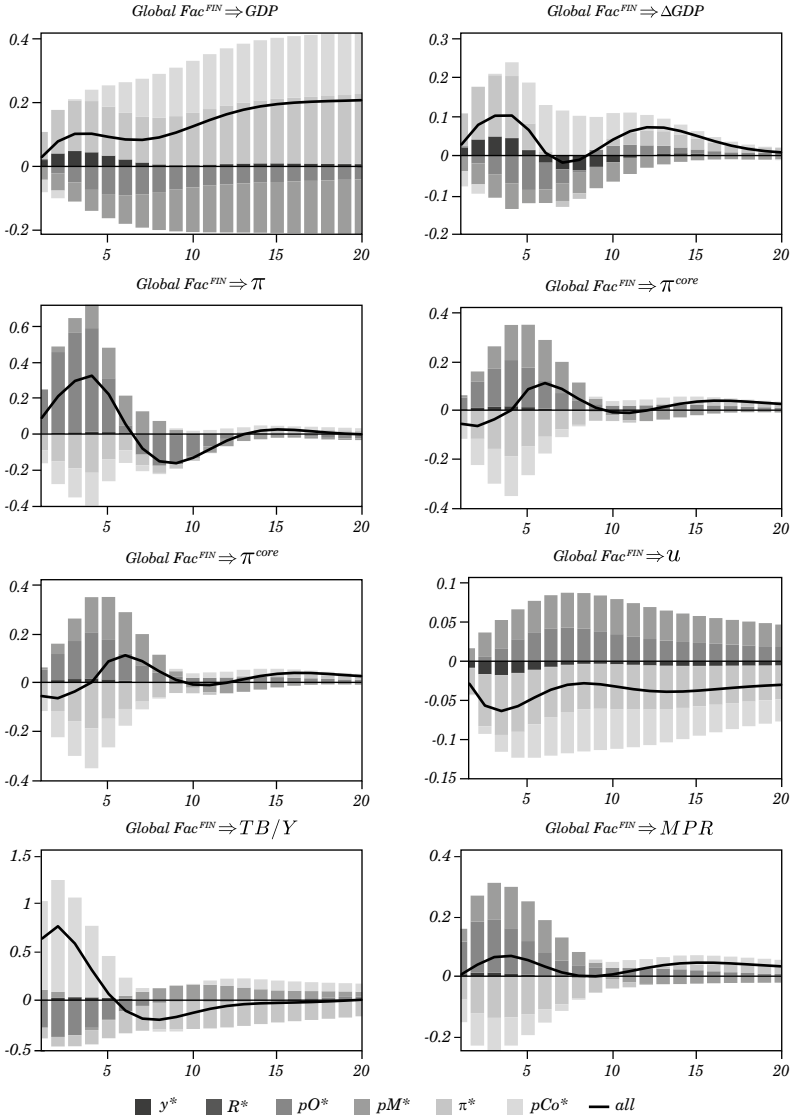 Global Fac^FIN ⇒ GDP
0.4
0.2
0
-0.2
5 10 15 20
Global Fac^FIN ⇒ ΔGDP
0.3
0.2
0.1
0
-0.1
-0.2
5 10 15 20
Global Fac^FIN ⇒ π
0.6
0.4
0.2
0
-0.2
-0.4
5 10 15 20
Global Fac^FIN ⇒ π^core
0.4
0.2
0
-0.2
-0.4
5 10 15 20
Global Fac^FIN ⇒ π^core
0.4
0.2
0
-0.2
-0.4
5 10 15 20
Global Fac^FIN ⇒ u
0.1
0.05
0
-0.05
-0.1
-0.15
5 10 15 20
Global Fac^FIN ⇒ TB/Y
1.5
1
0.5
0
-0.5
5 10 15 20
Global Fac^FIN ⇒ MPR
0.4
0.2
0
-0.2
5 10 15 20
y* R* pO* pM* π* pCo* all